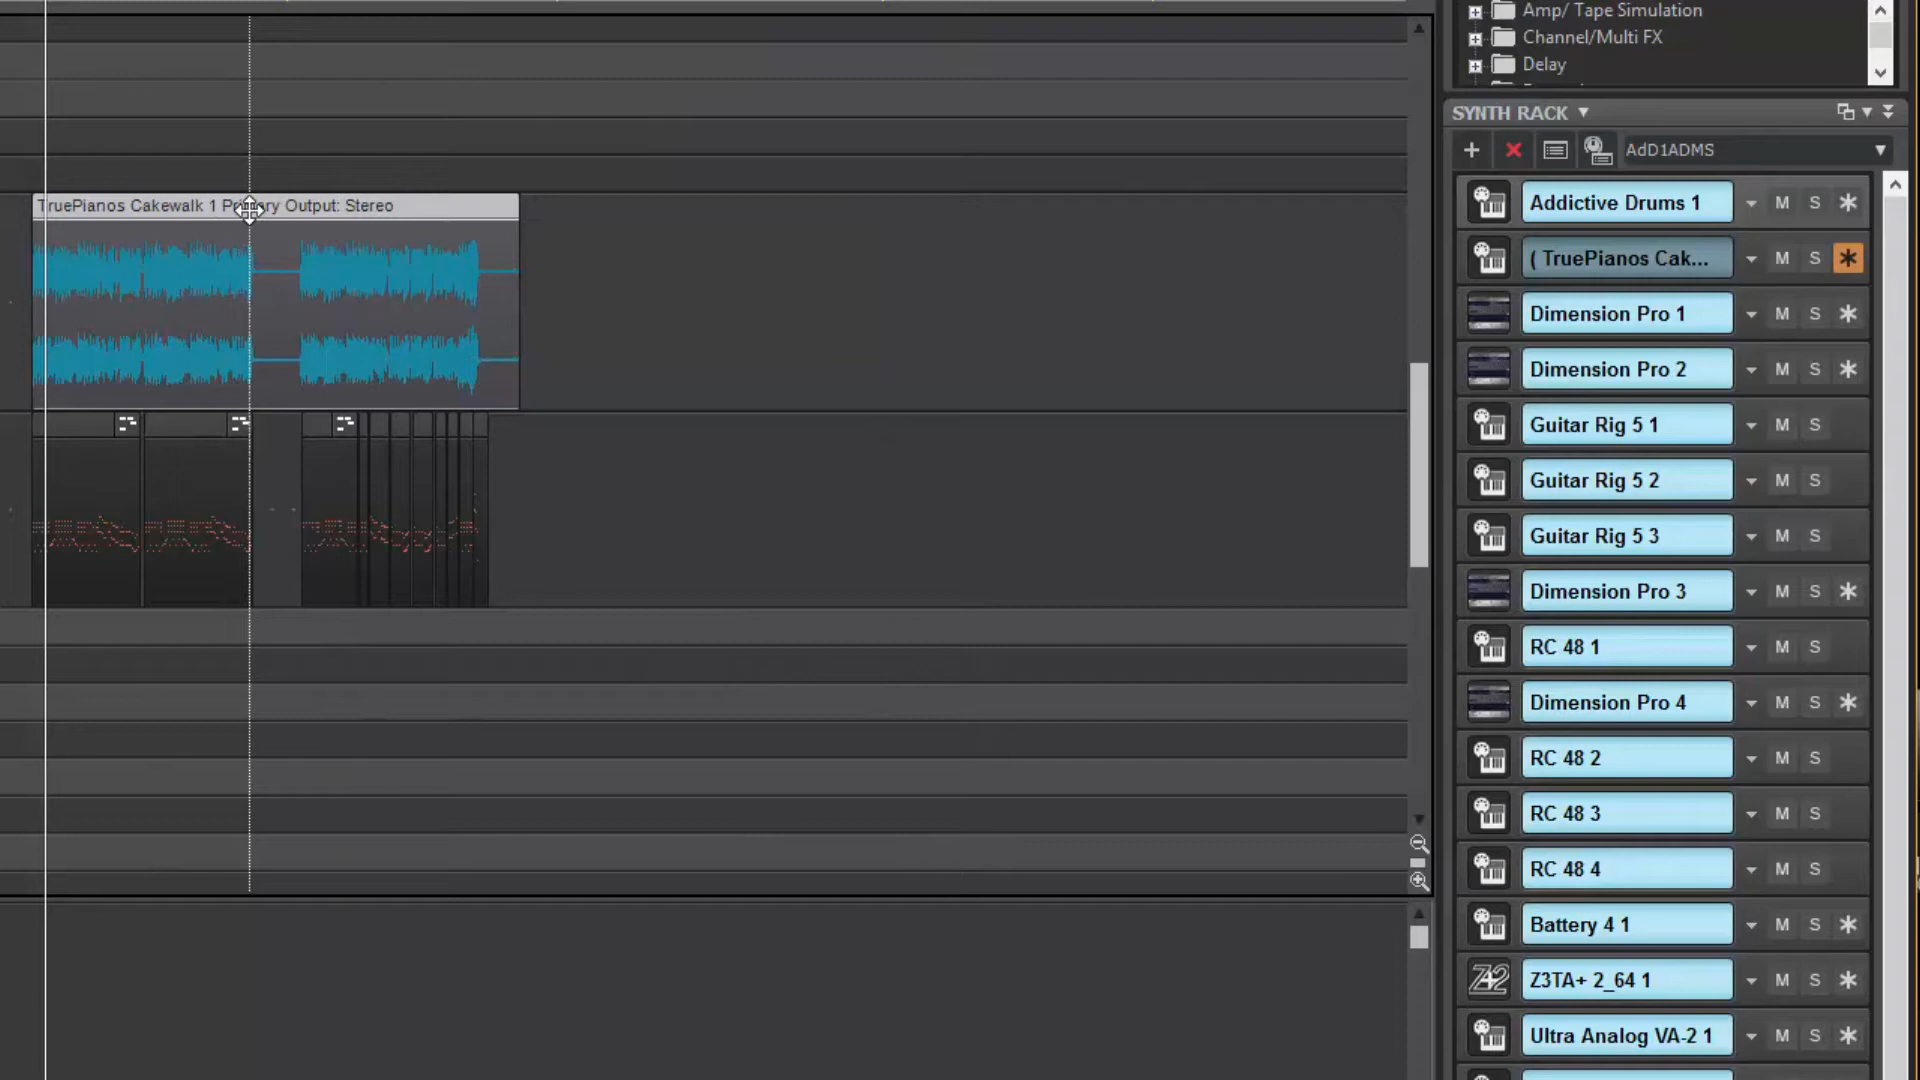 Amp/ Tape Simulation
Channel/Multi FX
Delay
SYNTH RACK
AdD1ADMS
TruePianos Cakewalk 1 Primary Output: Stereo
Addictive Drums 1 M S
( TruePianos Cak... M S
Dimension Pro 1 M S
Dimension Pro 2 M S
Guitar Rig 5 1 M S
Guitar Rig 5 2 M S
Guitar Rig 5 3 M S
Dimension Pro 3 M S
RC 48 1 M S
Dimension Pro 4 M S
RC 48 2 M S
RC 48 3 M S
RC 48 4 M S
Battery 4 1 M S
Z3TA+ 2_64 1 M S
Ultra Analog VA-2 1 M S